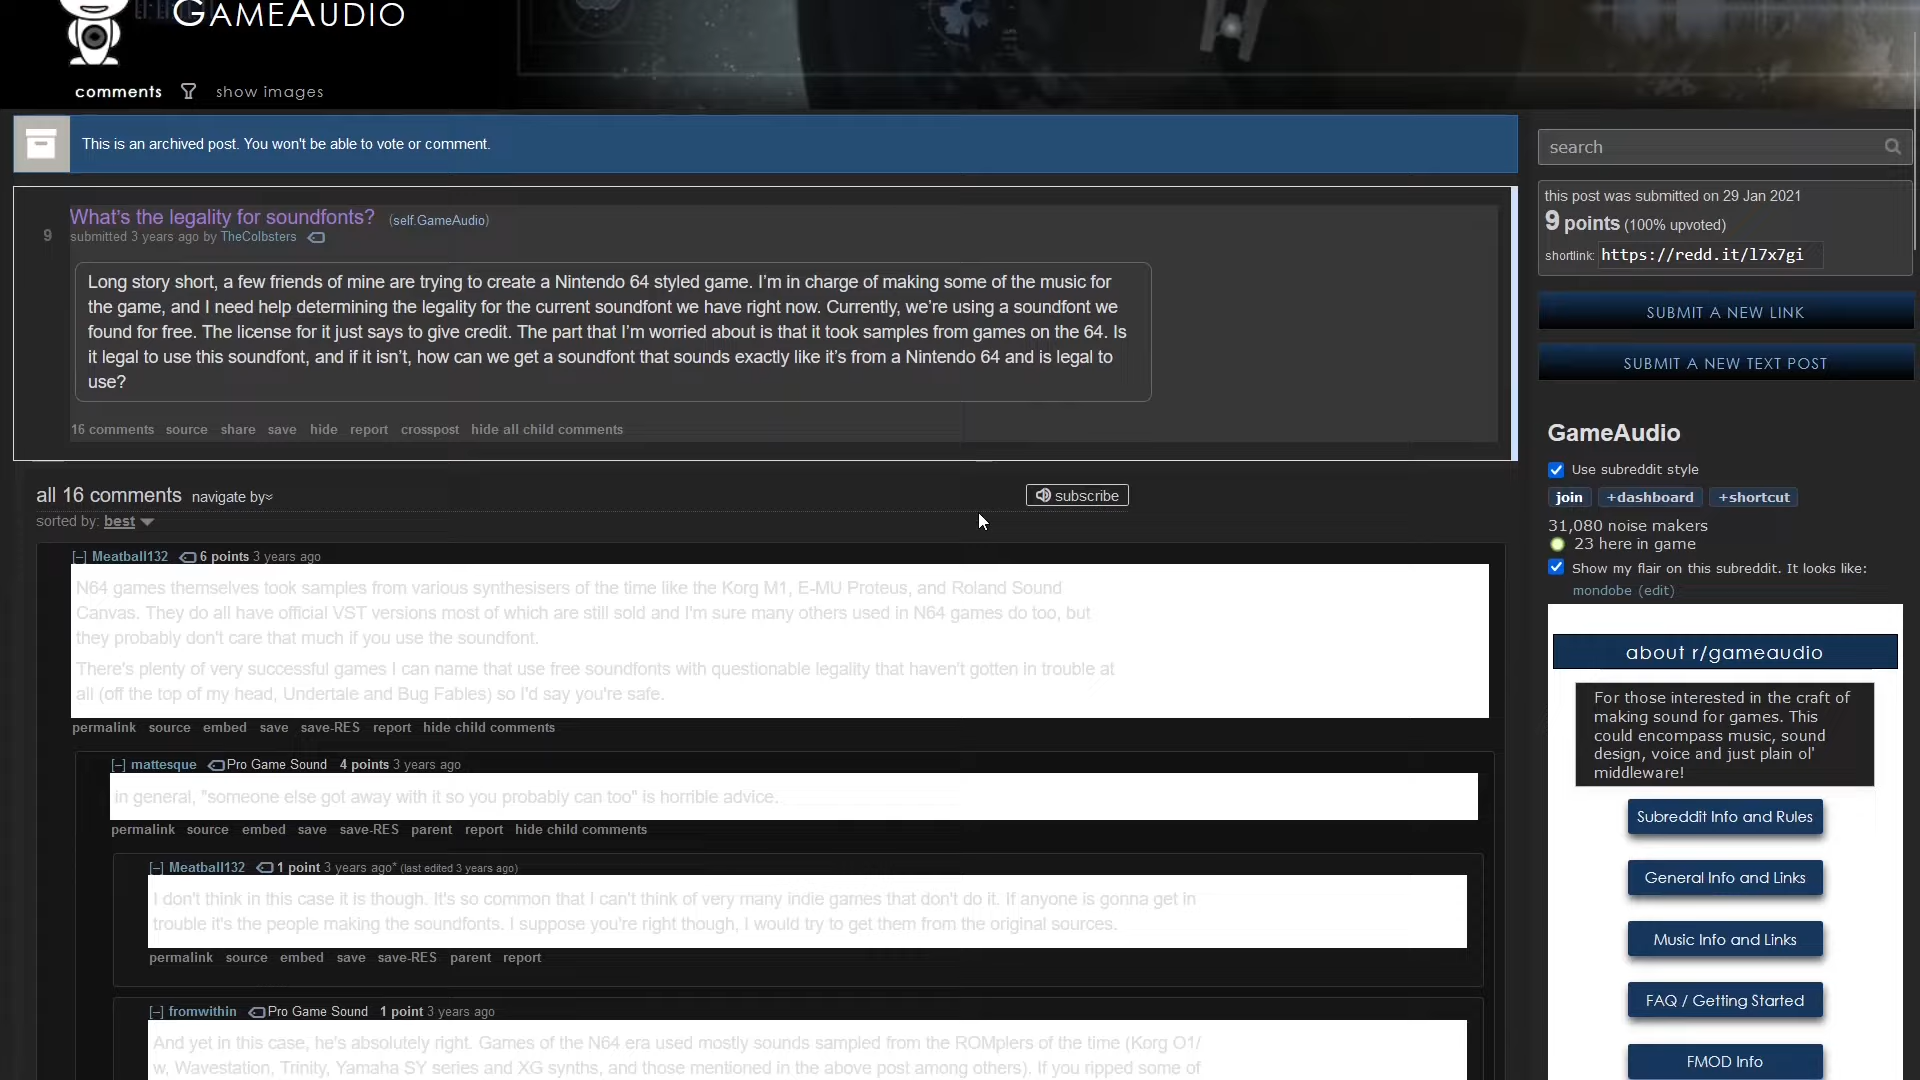 GAMEAUDIO
comments show images
This is an archived post. You won't be able to vote or comment.
What's the legality for soundfonts? (self.GameAudio)
9
submitted 3 years ago by TheColbsters
Long story short, a few friends of mine are trying to create a Nintendo 64 styled game. I'm in charge of making some of the music for
the game, and I need help determining the legality for the current soundfont we have right now. Currently, we're using a soundfont we
found for free. The license for it just says to give credit. The part that I'm worried about is that it took samples from games on the 64. Is
it legal to use this soundfont, and if it isn't, how can we get a soundfont that sounds exactly like it's from a Nintendo 64 and is legal to
use?
16 comments source share save hide report crosspost hide all child comments
all 16 comments navigate by
subscribe
sorted by: best
[–] Meatball132 6 points 3 years ago
N64 games themselves took samples from various synthesisers of the time like the Korg M1, E-MU Proteus, and Roland Sound
Canvas. They do all have official VST versions most of which are still sold and I'm sure many others used in N64 games do too, but
they probably don't care that much if you use the soundfont.
There's plenty of very successful games I can name that use free soundfonts with questionable legality that haven't gotten in trouble at
all (off the top of my head, Undertale and Bug Fables) so I'd say you're safe.
permalink source embed save save-RES report hide child comments
[–] mattesque Pro Game Sound 4 points 3 years ago
in general, "someone else got away with it so you probably can too" is horrible advice.
permalink source embed save save-RES parent report hide child comments
[–] Meatball132 1 point 3 years ago* (last edited 3 years ago)
I don't think in this case it is though. It's so common that I can't think of very many indie games that don't do it. If anyone is gonna get in
trouble it's the people making the soundfonts. I suppose you're right though, I would try to get them from the original sources.
permalink source embed save save-RES parent report
[–] fromwithin Pro Game Sound 1 point 3 years ago
And yet in this case, he's absolutely right. Games of the N64 era used mostly sounds sampled from the ROMplers of the time (Korg O1/
w, Wavestation, Trinity, Yamaha SY series and XG synths, and those mentioned in the above post among others). If you ripped some of
search
this post was submitted on 29 Jan 2021
9 points (100% upvoted)
shortlink: https://redd.it/l7x7gi
SUBMIT A NEW LINK
SUBMIT A NEW TEXT POST
GameAudio
Use subreddit style
join +dashboard +shortcut
31,080 noise makers
23 here in game
Show my flair on this subreddit. It looks like:
mondobe (edit)
about r/gameaudio
For those interested in the craft of
making sound for games. This
could encompass music, sound
design, voice and just plain ol'
middleware!
Subreddit Info and Rules
General Info and Links
Music Info and Links
FAQ / Getting Started
FMOD Info